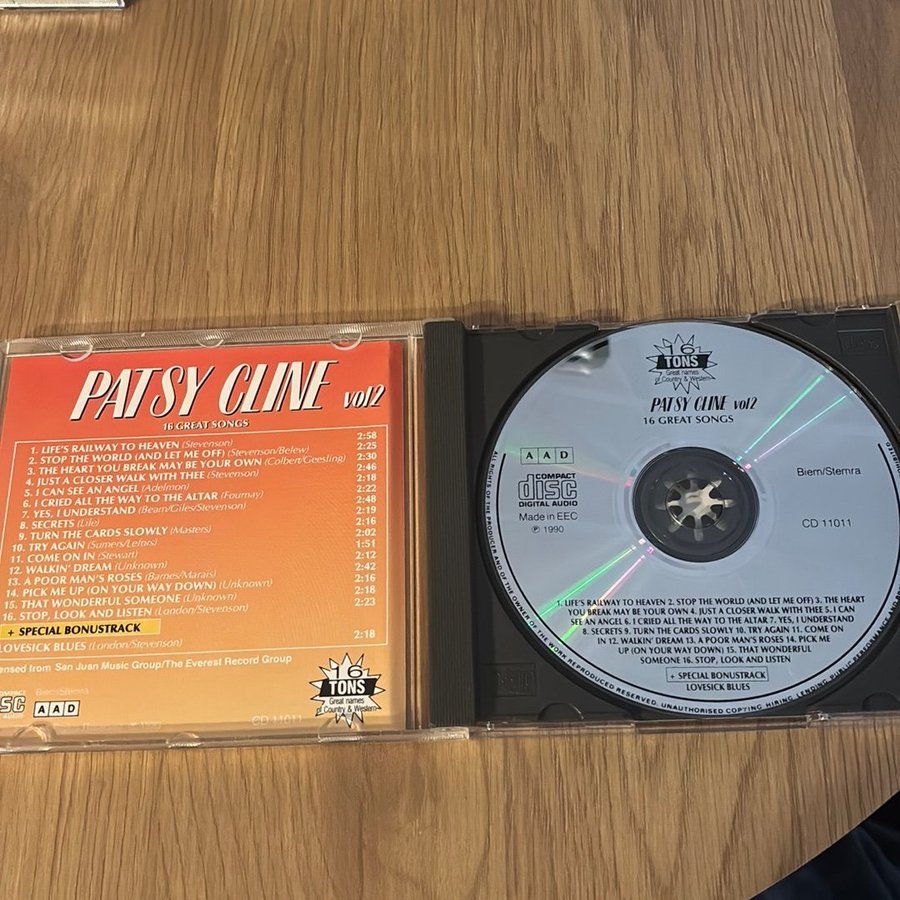 PATSY CLINE vol2
16 GREAT SONGS
1. LIFE'S RAILWAY TO HEAVEN (Stevenson) 2:58
2. STOP THE WORLD (AND LET ME OFF) (Stevenson/Belew) 2:25
3. THE HEART YOU BREAK MAY BE YOUR OWN (Colbert/Geesling) 2:30
4. JUST A CLOSER WALK WITH THEE (Stevenson) 2:46
5. I CAN SEE AN ANGEL (Adelmon) 2:18
6. I CRIED ALL THE WAY TO THE ALTAR (Fournay) 2:22
7. YES, I UNDERSTAND (Beam/Giles/Stevenson) 2:48
8. SECRETS (Lile) 2:19
9. TURN THE CARDS SLOWLY (Masters) 2:16
10. TRY AGAIN (Sumers/Lefors) 2:02
11. COME ON IN (Stewart) 1:51
12. WALKIN' DREAM (Unknown) 2:12
13. A POOR MAN'S ROSES (Barnes/Marais) 2:42
14. PICK ME UP (ON YOUR WAY DOWN) (Unknown) 2:16
15. THAT WONDERFUL SOMEONE (Unknown) 2:18
16. STOP, LOOK AND LISTEN (London/Stevenson) 2:23
+ SPECIAL BONUSTRACK
LOVESICK BLUES (London/Stevenson) 2:18
ensed from San Juan Music Group/The Everest Record Group
16
TONS
Great names
of Country & Western
COMPACT
disc
AUDIO
Biem/Stemra
AAD
CD 11011
16
TONS
Great names
of Country & Western
PATSY CLINE vol2
16 GREAT SONGS
AAD
COMPACT
disc
DIGITAL AUDIO
Made in EEC
℗ 1990
Biem/Stemra
CD 11011
1. LIFE'S RAILWAY TO HEAVEN 2. STOP THE WORLD (AND LET ME OFF) 3. THE HEART
YOU BREAK MAY BE YOUR OWN 4. JUST A CLOSER WALK WITH THEE 5. I CAN
SEE AN ANGEL 6. I CRIED ALL THE WAY TO THE ALTAR 7. YES, I UNDERSTAND
8. SECRETS 9. TURN THE CARDS SLOWLY 10. TRY AGAIN 11. COME ON
IN 12. WALKIN' DREAM 13. A POOR MAN'S ROSES 14. PICK ME
UP (ON YOUR WAY DOWN) 15. THAT WONDERFUL
SOMEONE 16. STOP, LOOK AND LISTEN
+ SPECIAL BONUSTRACK
LOVESICK BLUES
ALL RIGHTS OF THE PRODUCER AND OF THE OWNER OF THE WORK REPRODUCED RESERVED. UNAUTHORISED COPYING, HIRING, LENDING, PUBLIC PERFORMANCE